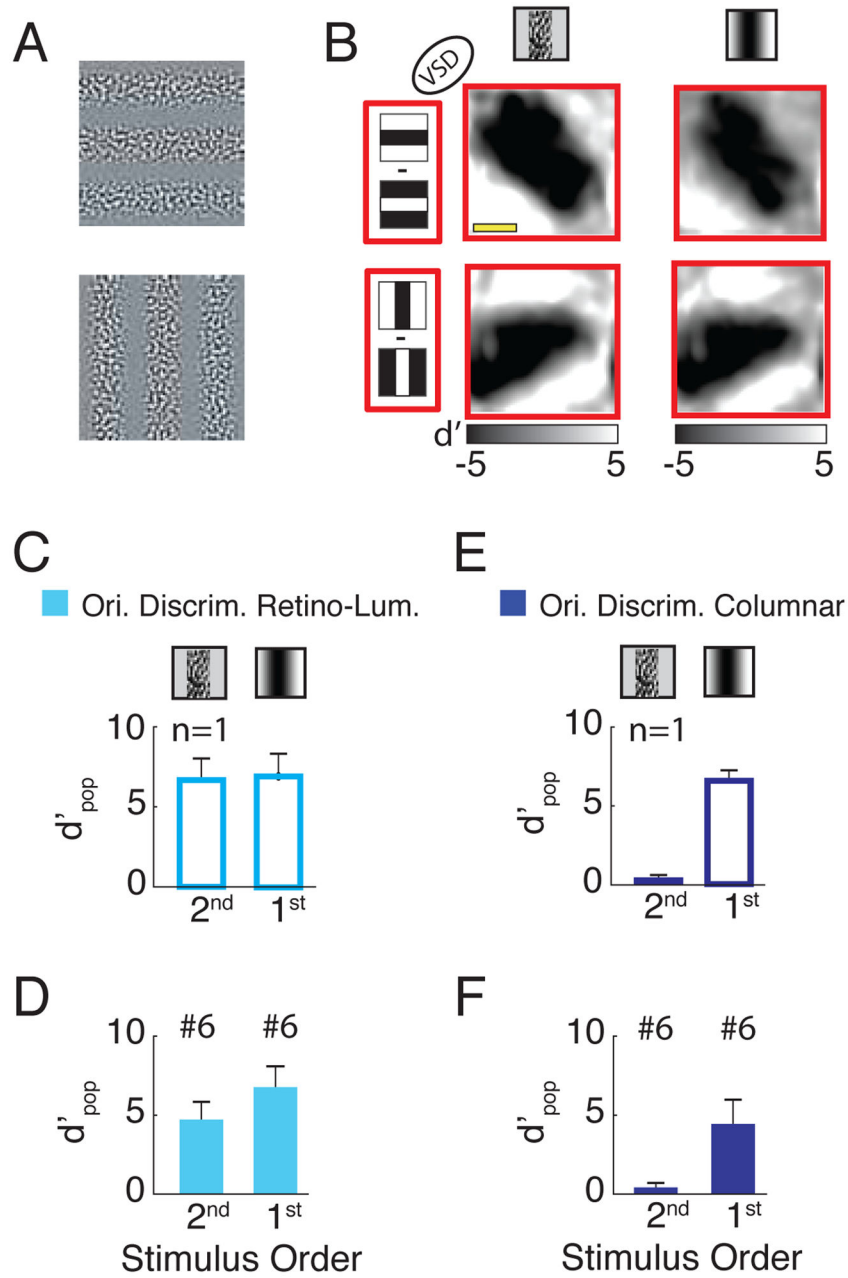 A
B
VSD
-
-
d'
-5 5
-5 5
C
Ori. Discrim. Retino-Lum.
n=1
10
5
0
d'pop
2nd 1st
E
Ori. Discrim. Columnar
n=1
10
5
0
d'pop
2nd 1st
D
#6 #6
10
5
0
d'pop
2nd 1st
Stimulus Order
F
#6 #6
10
5
0
d'pop
2nd 1st
Stimulus Order